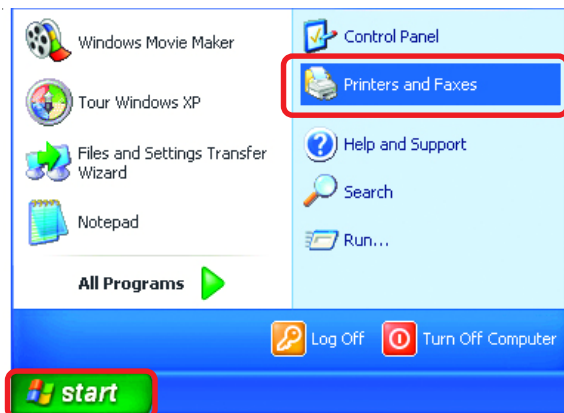 Windows Movie Maker
Tour Windows XP
Files and Settings Transfer
Wizard
Notepad
All Programs
Control Panel
Printers and Faxes
Help and Support
Search
Run...
Log Off
Turn Off Computer
start